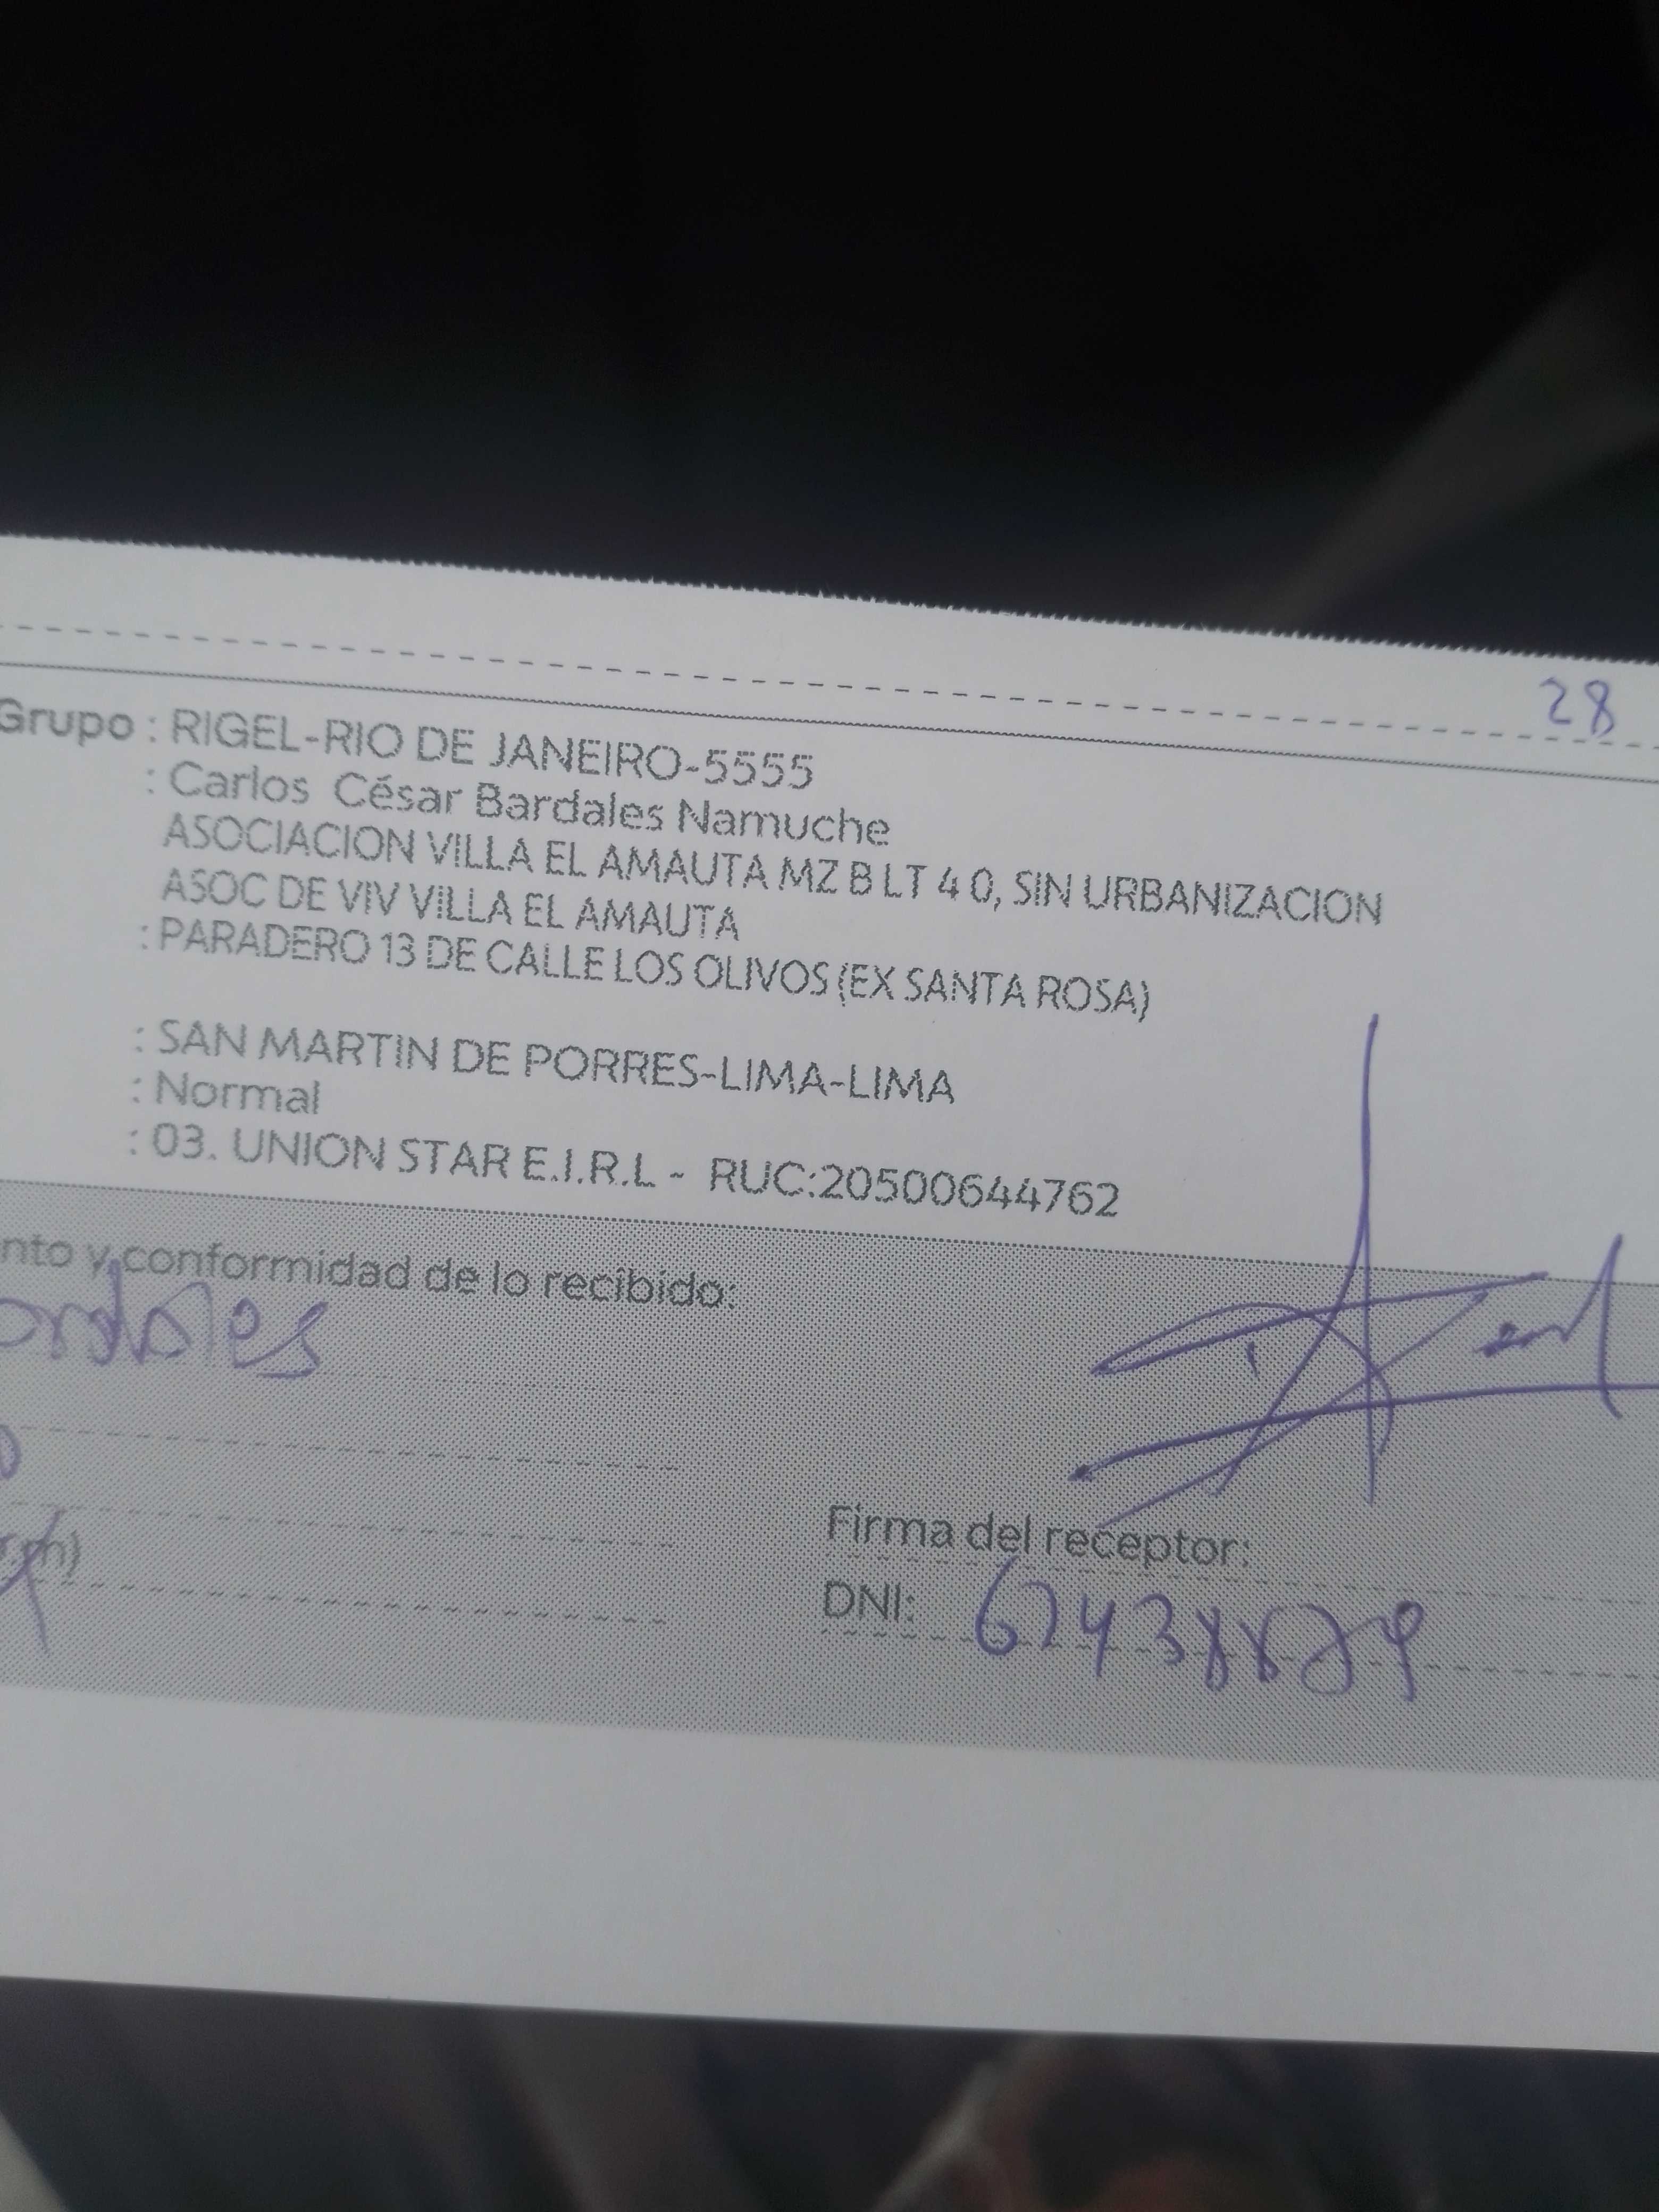 28
Grupo : RIGEL-RIO DE JANEIRO-5555
: Carlos César Bardales Namuche
ASOCIACION VILLA EL AMAUTA MZ B LT 4 0, SIN URBANIZACION
ASOC DE VIV VILLA EL AMAUTA
: PARADERO 13 DE CALLE LOS OLIVOS (EX SANTA ROSA)
: SAN MARTIN DE PORRES-LIMA-LIMA
: Normal
: 03. UNION STAR E.I.R.L - RUC:20500644762
nto y conformidad de lo recibido:
ardales
Firma del receptor:
DNI: